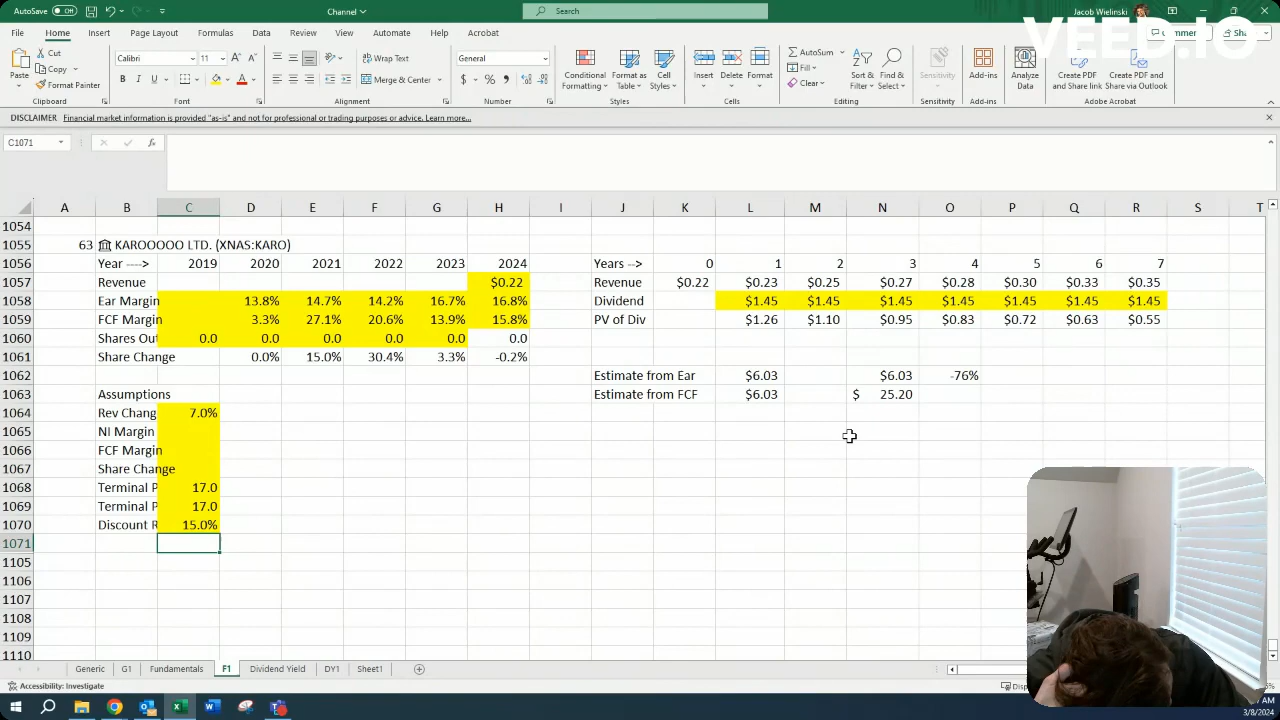 AutoSave Off Channel Search Jacob Wielinski
File Home Insert Page Layout Formulas Data Review View Automate Help Acrobat
VEED.IO
Cut
Copy
Format Painter
Paste
Clipboard
Calibri 11
B I U
Font
Wrap Text
Merge & Center
Alignment
General
$ % ,
Number
Conditional Formatting
Format as Table
Cell Styles
Styles
Insert Delete Format
Cells
AutoSum
Fill
Clear
Sort & Filter
Find & Select
Editing
Sensitivity
Sensitivity
Add-ins
Add-ins
Analyze Data
Create PDF and Share link
Create PDF and Share via Outlook
Adobe Acrobat
DISCLAIMER Financial market information is provided "as-is" and not for professional or trading purposes or advice. Learn more...
C1071 fx
A B C D E F G H I J K L M N O P Q R S T
1054
1055 63 KAROOOOO LTD. (XNAS:KARO)
1056 Year ----> 2019 2020 2021 2022 2023 2024 Years --> 0 1 2 3 4 5 6 7
1057 Revenue $0.22 Revenue $0.22 $0.23 $0.25 $0.27 $0.28 $0.30 $0.33 $0.35
1058 Ear Margin 13.8% 14.7% 14.2% 16.7% 16.8% Dividend $1.45 $1.45 $1.45 $1.45 $1.45 $1.45 $1.45
1059 FCF Margin 3.3% 27.1% 20.6% 13.9% 15.8% PV of Div $1.26 $1.10 $0.95 $0.83 $0.72 $0.63 $0.55
1060 Shares Out 0.0 0.0 0.0 0.0 0.0 0.0
1061 Share Change 0.0% 15.0% 30.4% 3.3% -0.2%
1062 Estimate from Ear $6.03 $6.03 -76%
1063 Assumptions Estimate from FCF $6.03 $ 25.20
1064 Rev Chang 7.0%
1065 NI Margin
1066 FCF Margin
1067 Share Change
1068 Terminal P 17.0
1069 Terminal P 17.0
1070 Discount R 15.0%
1071
1105
1106
1107
1108
1109
1110
Generic G1 Fundamentals F1 Dividend Yield DY1 Sheet1
Accessibility: Investigate
3/8/2024